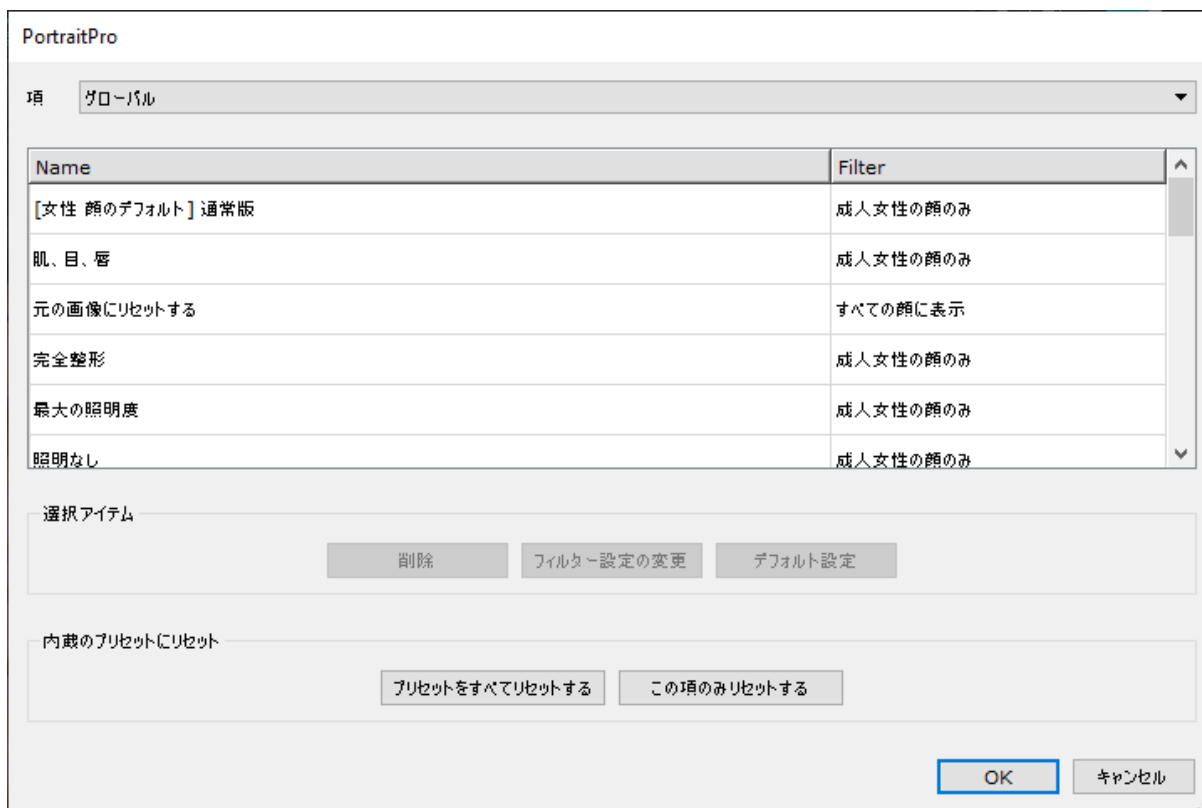 PortraitPro
項 グローバル
Name Filter
[女性 顔のデフォルト] 通常版 成人女性の顔のみ
肌、目、唇 成人女性の顔のみ
元の画像にリセットする すべての顔に表示
完全整形 成人女性の顔のみ
最大の照明度 成人女性の顔のみ
照明なし 成人女性の顔のみ
選択アイテム
削除 フィルター設定の変更 デフォルト設定
内蔵のプリセットにリセット
プリセットをすべてリセットする この項のみリセットする
OK キャンセル